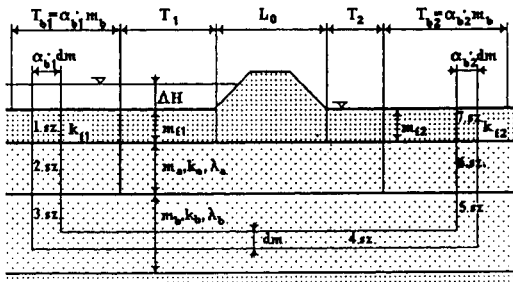 T_b1=α_b1·m_b T_1 L_0 T_2 T_b2=α_b2·m_b
α_b1·dm α_b2·dm
ΔH
1.sz. k_f1 m_f1 m_f2 7.sz. k_f2
2.sz. m_a,k_a,λ_a 6.sz.
3.sz. m_b,k_b,λ_b 5.sz.
dm 4.sz.